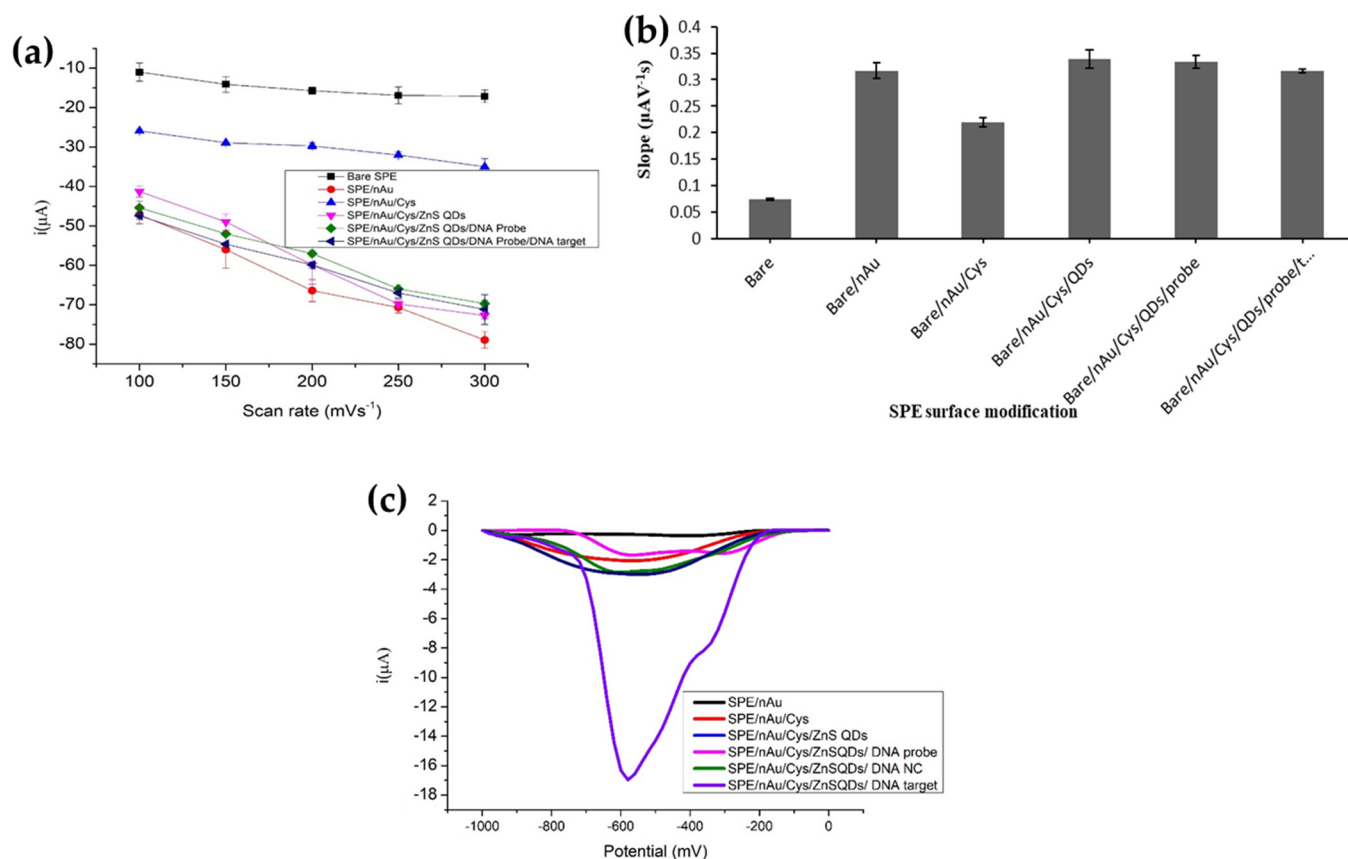 (a)
-10
-20
-30
-40
-50
-60
-70
-80
i(μA)
Bare SPE
SPE/nAu
SPE/nAu/Cys
SPE/nAu/Cys/ZnS QDs
SPE/nAu/Cys/ZnS QDs/DNA Probe
SPE/nAu/Cys/ZnS QDs/DNA Probe/DNA target
100 150 200 250 300
Scan rate (mVs⁻¹)
(b)
0.4
0.35
0.3
0.25
0.2
0.15
0.1
0.05
0
Slope (μAV⁻¹s)
Bare
Bare/nAu
Bare/nAu/Cys
Bare/nAu/Cys/QDs
Bare/nAu/Cys/QDs/probe
Bare/nAu/Cys/QDs/probe/t...
SPE surface modification
(c)
2
0
-2
-4
-6
-8
-10
-12
-14
-16
-18
i(μA)
SPE/nAu
SPE/nAu/Cys
SPE/nAu/Cys/ZnS QDs
SPE/nAu/Cys/ZnSQDs/ DNA probe
SPE/nAu/Cys/ZnSQDs/ DNA NC
SPE/nAu/Cys/ZnSQDs/ DNA target
-1000 -800 -600 -400 -200 0
Potential (mV)